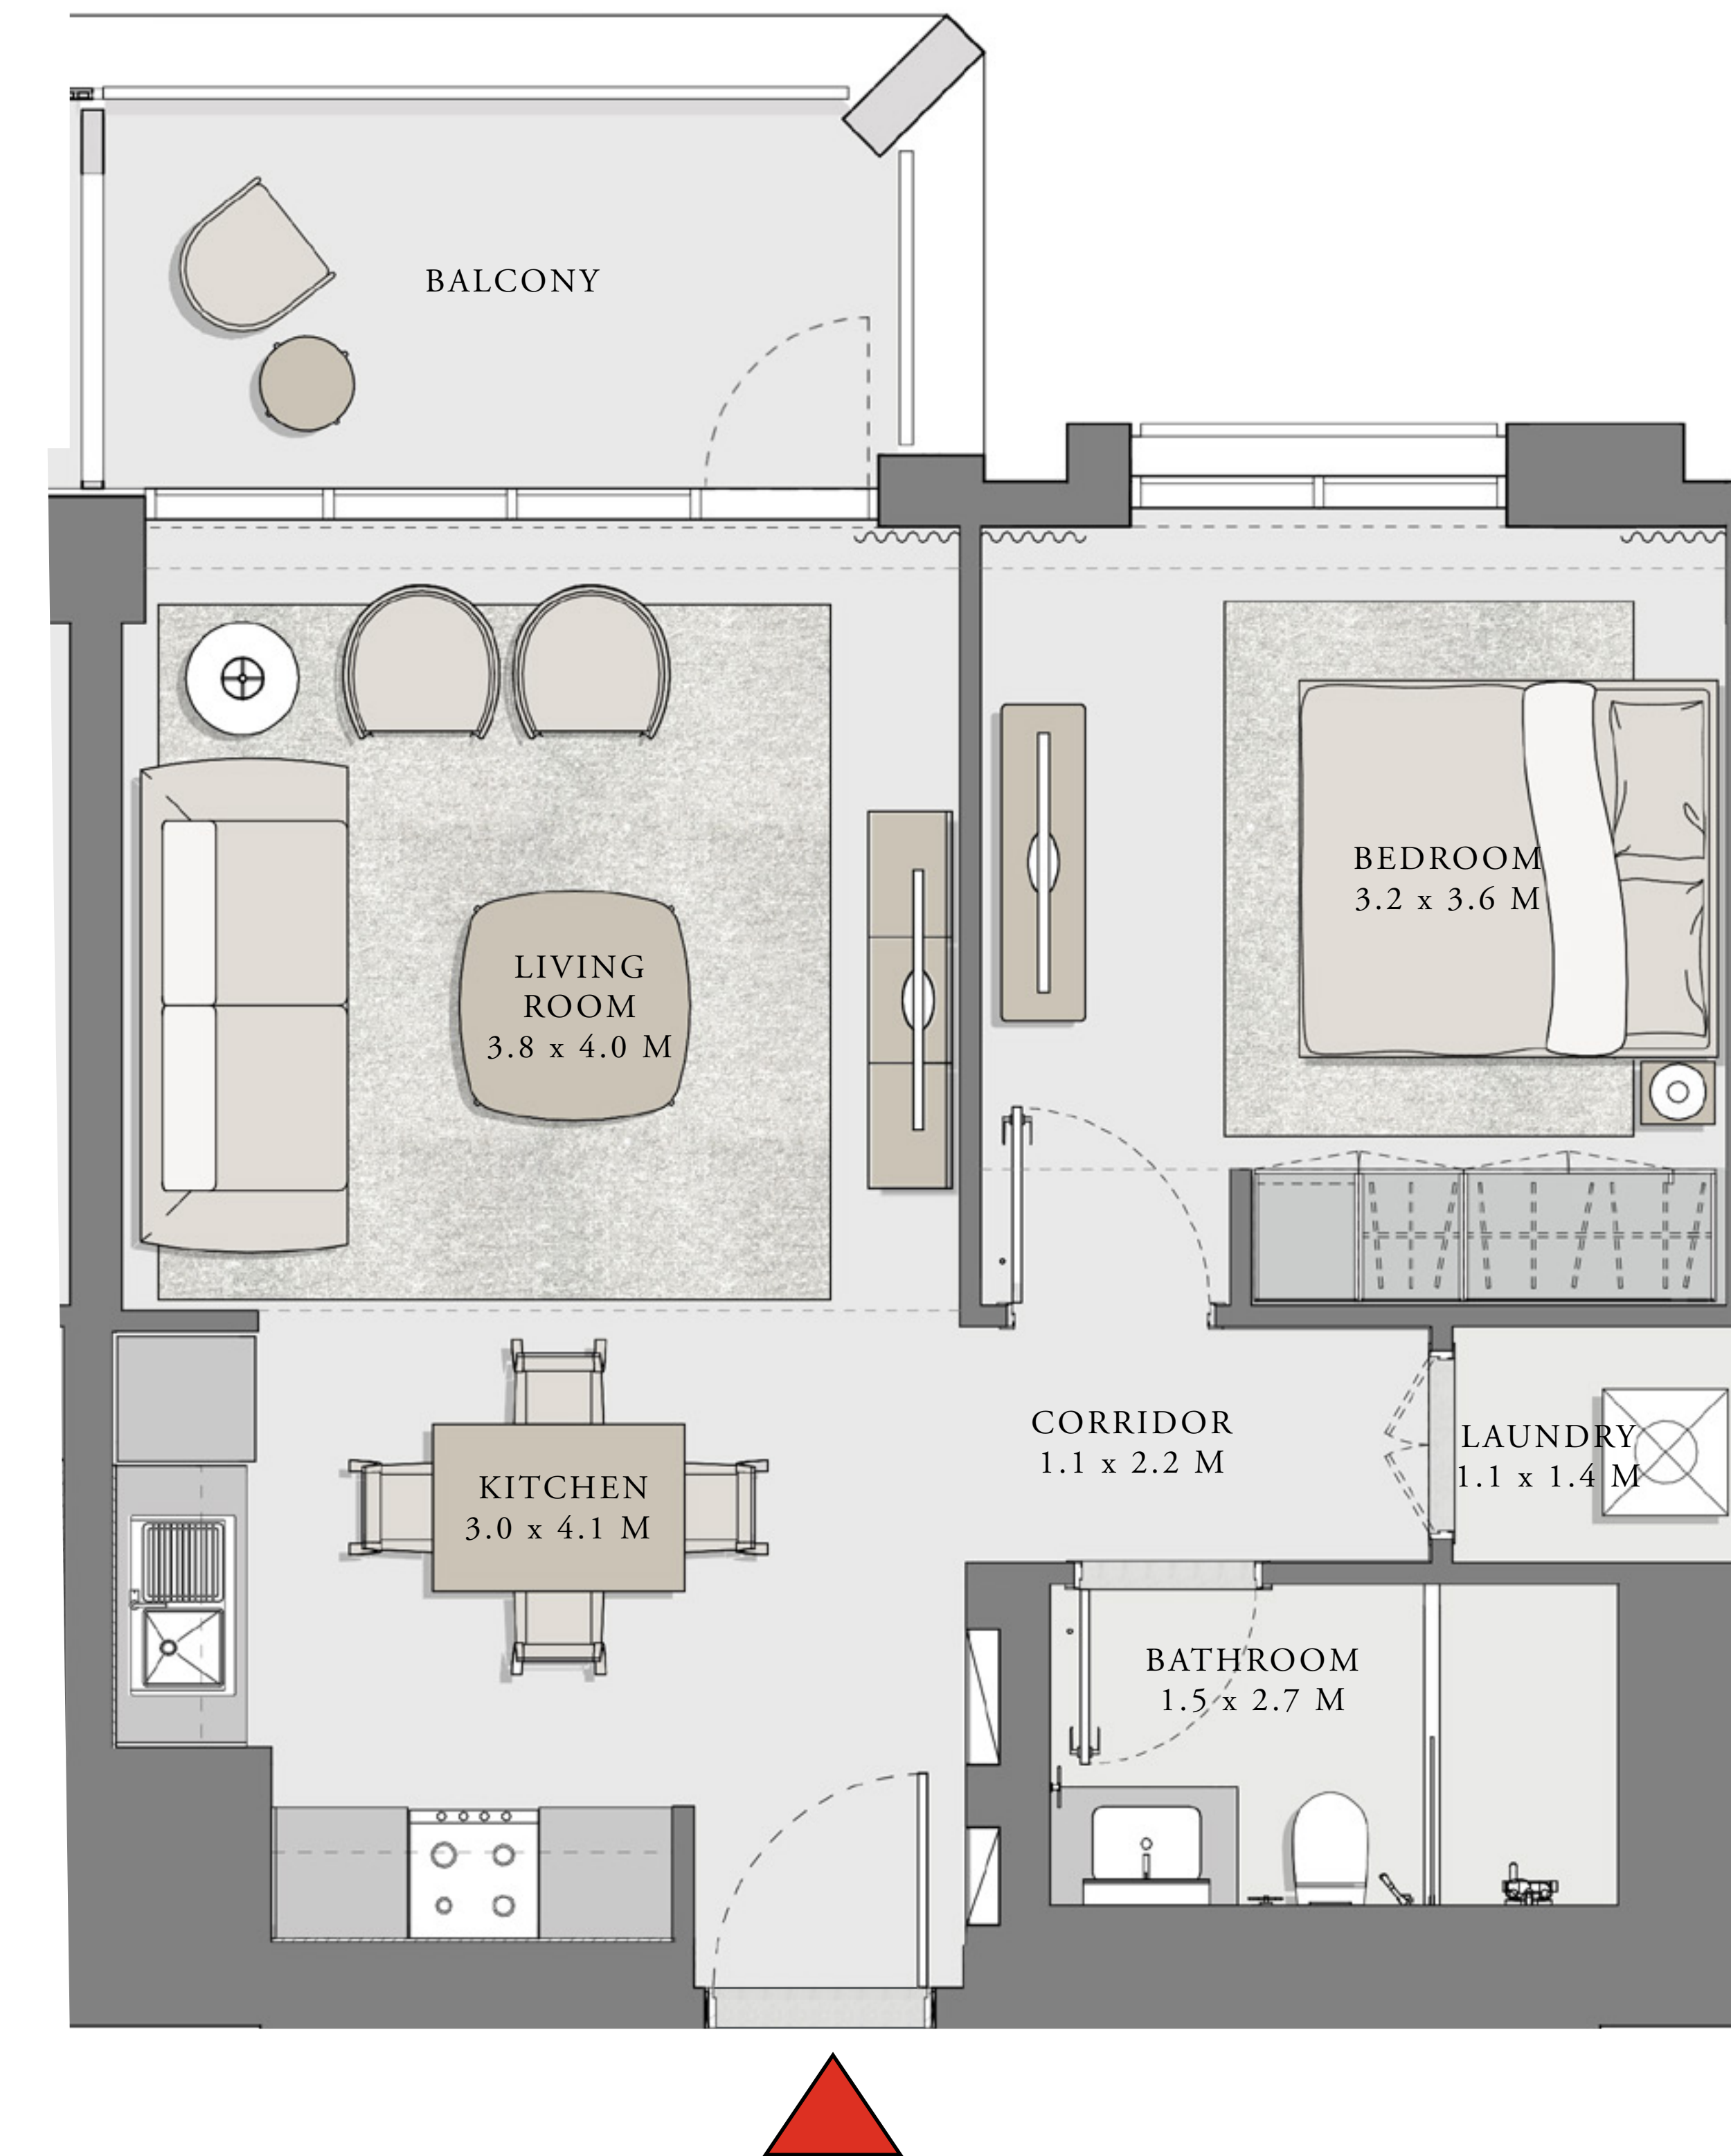 BALCONY
BEDROOM
3.2 x 3.6 M
LIVING
ROOM
3.8 x 4.0 M
CORRIDOR
1.1 x 2.2 M
LAUNDRY
1.1 x 1.4 M
KITCHEN
3.0 x 4.1 M
BATHROOM
1.5 x 2.7 M